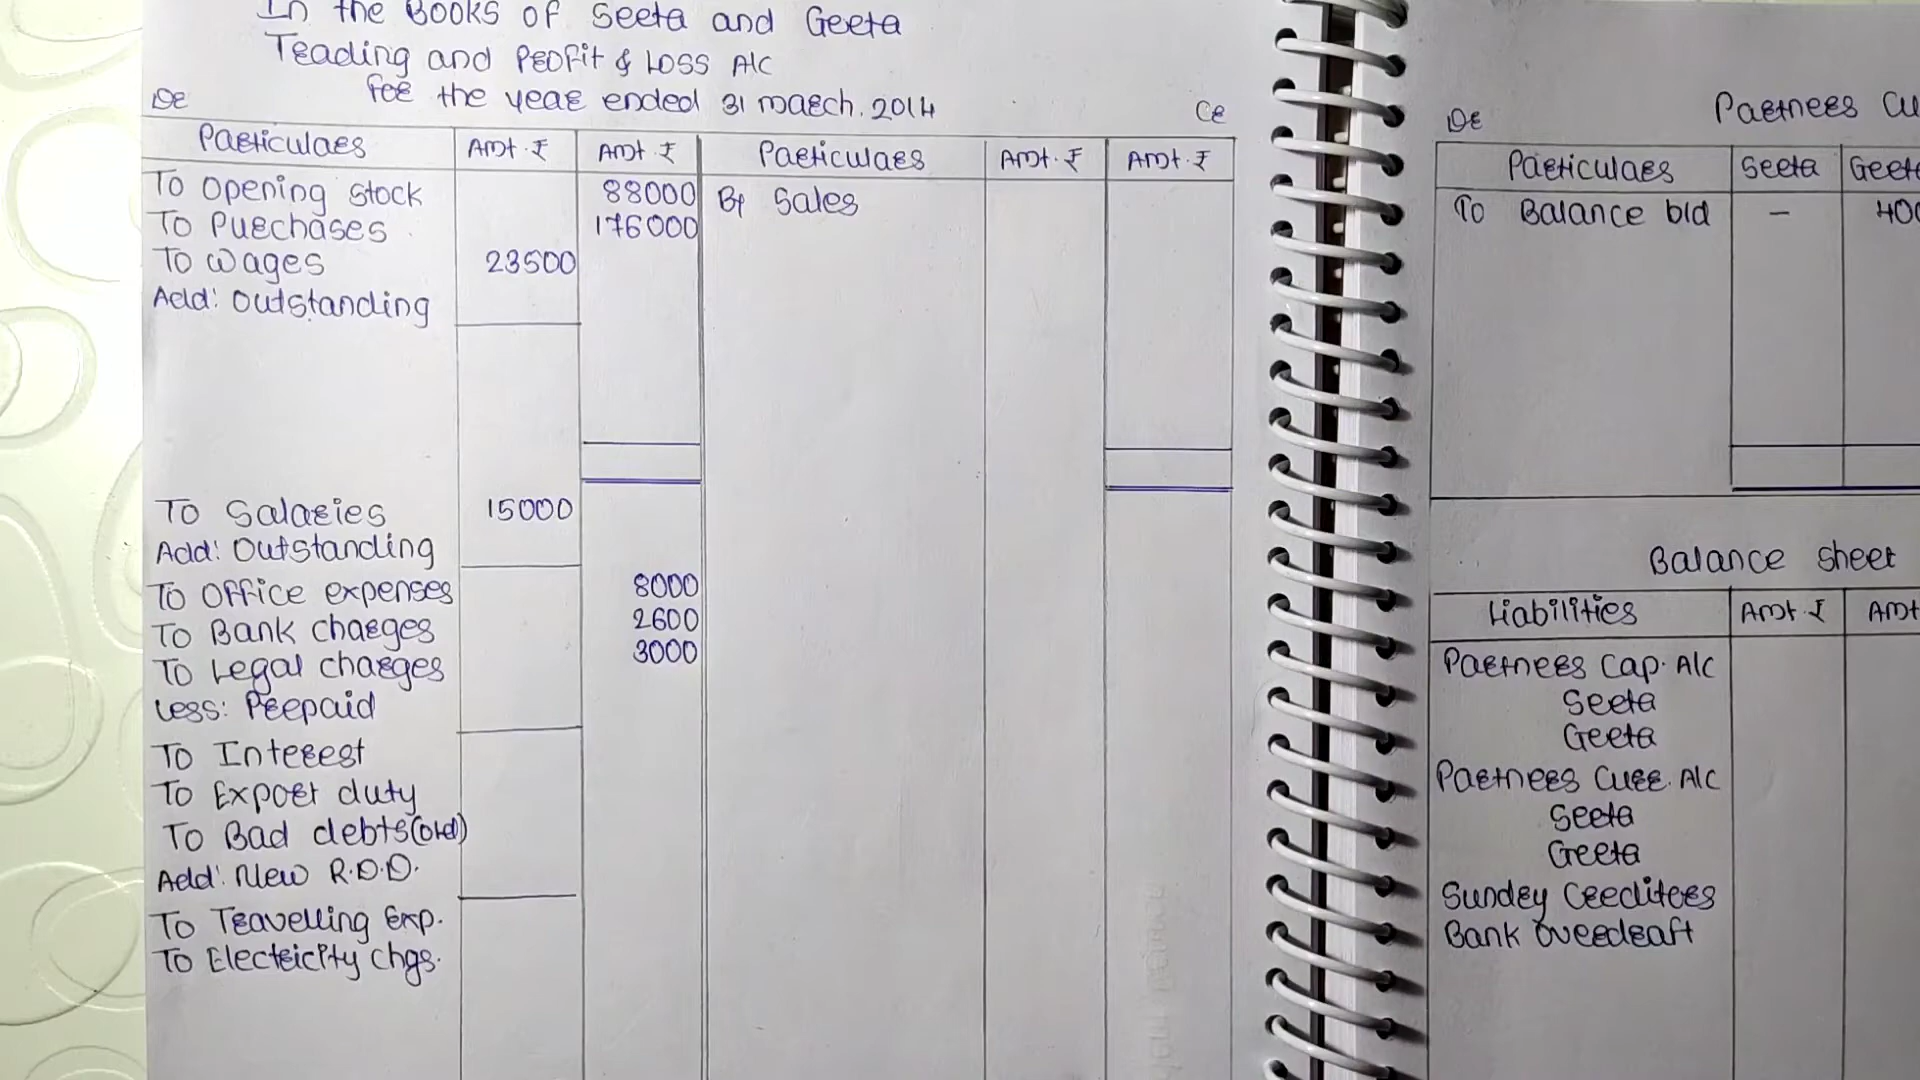 In the Books of Seeta and Geeta
Trading and Profit & Loss A/c
for the year ended 31 march. 2014
Dr Cr
Particulars Amt.₹ Amt.₹ Particulars Amt.₹ Amt.₹
To Opening stock 88000 By Sales
To Purchases 176000
To Wages 23500
Add: Outstanding
To Salaries 15000
Add: Outstanding
To Office expenses 8000
To Bank charges 2600
To Legal charges 3000
Less: Prepaid
To Interest
To Export duty
To Bad debts(old)
Add: New R.D.D.
To Travelling Exp.
To Electricity Chgs.
Dr Partners Cu
Particulars Seeta Geeta
To Balance b/d - 400
Balance Sheet
Liabilities Amt.₹ Amt
Partners Cap. A/c
Seeta
Geeta
Partners Curr. A/c
Seeta
Geeta
Sundry Creditors
Bank Overdraft